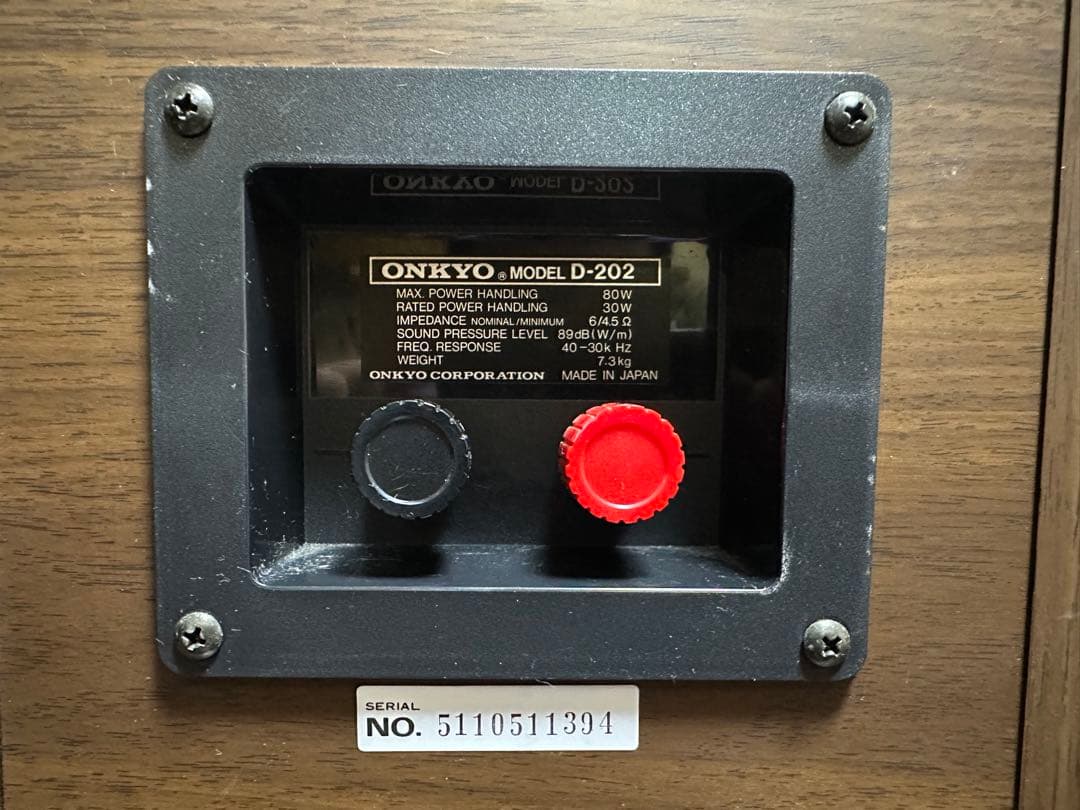 ONKYO® MODEL D-202
MAX. POWER HANDLING 80W
RATED POWER HANDLING 30W
IMPEDANCE NOMINAL/MINIMUM 6/4.5 Ω
SOUND PRESSURE LEVEL 89dB(W/m)
FREQ. RESPONSE 40-30k Hz
WEIGHT 7.3kg
ONKYO CORPORATION MADE IN JAPAN
SERIAL
NO. 5110511394